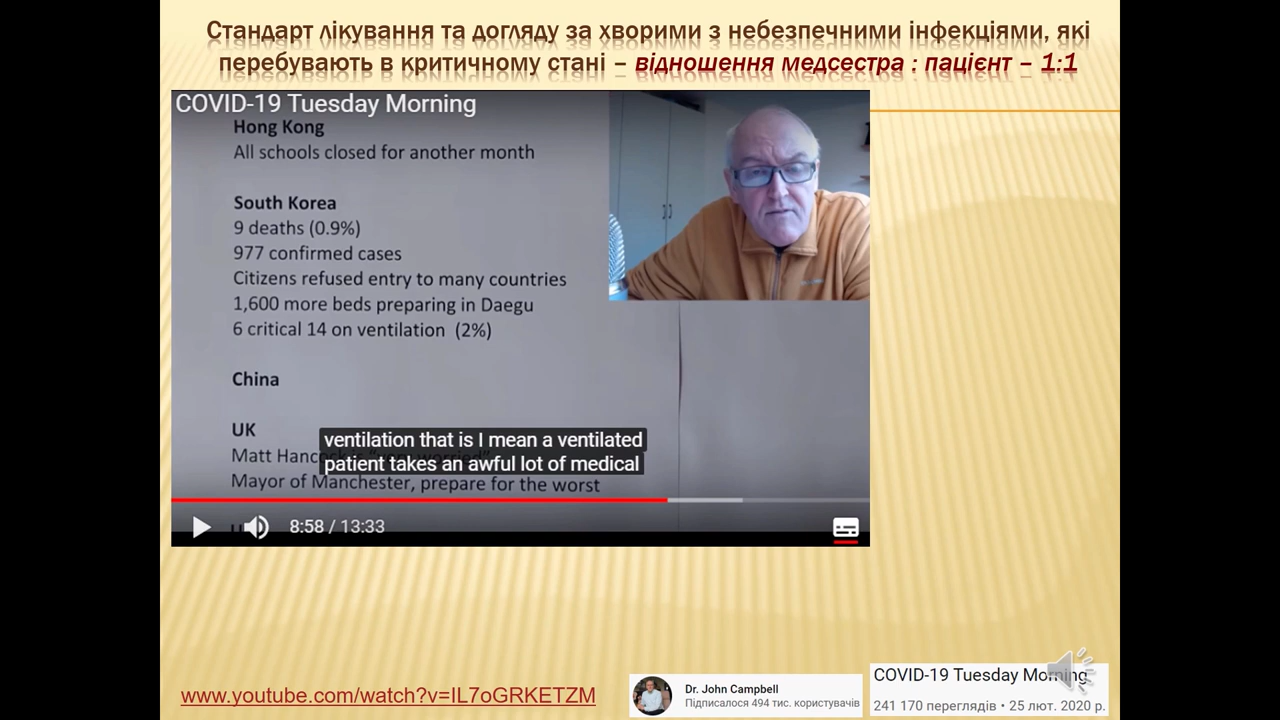 Стандарт лікування та догляду за хворими з небезпечними інфекціями, які
перебувають в критичному стані – відношення медсестра : пацієнт – 1:1
COVID-19 Tuesday Morning
Hong Kong
All schools closed for another month
South Korea
9 deaths (0.9%)
977 confirmed cases
Citizens refused entry to many countries
1,600 more beds preparing in Daegu
6 critical 14 on ventilation (2%)
China
UK
Matt Hancock is "very worried"
ventilation that is I mean a ventilated
patient takes an awful lot of medical
Mayor of Manchester, prepare for the worst
8:58 / 13:33
www.youtube.com/watch?v=IL7oGRKETZM
Dr. John Campbell
Підписалося 494 тис. користувачів
COVID-19 Tuesday Morning
241 170 переглядів • 25 лют. 2020 р.